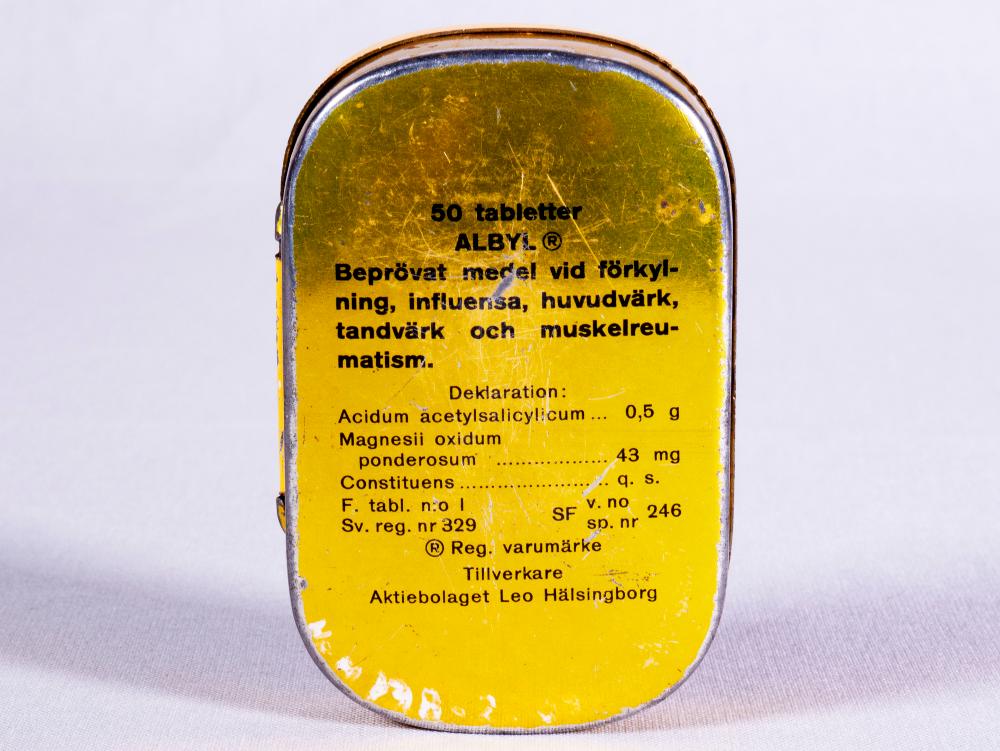 50 tabletter
ALBYL ®
Beprövat medel vid förkyl-
ning, influensa, huvudvärk,
tandvärk och muskelreu-
matism.
Deklaration:
Acidum acetylsalicylicum ... 0,5 g
Magnesii oxidum
ponderosum .................. 43 mg
Constituens ........................ q. s.
F. tabl. n:o I
Sv. reg. nr 329
SF v. no 246
sp. nr
® Reg. varumärke
Tillverkare
Aktiebolaget Leo Hälsingborg